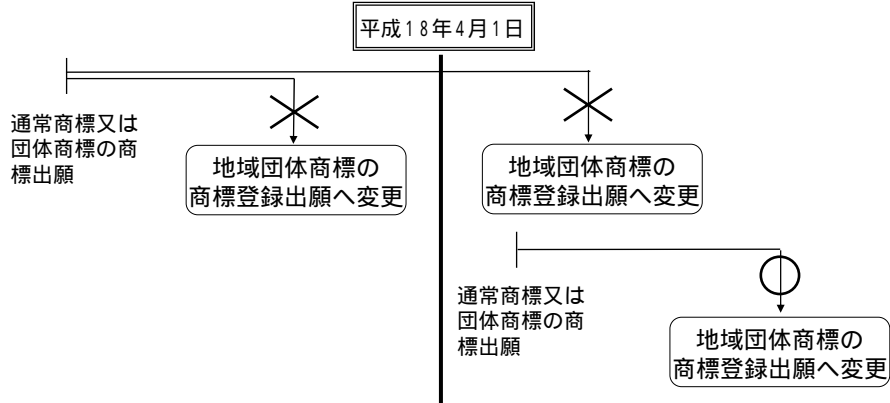 平成18年4月1日
通常商標又は
団体商標の商
標出願
地域団体商標の
商標登録出願へ変更
地域団体商標の
商標登録出願へ変更
通常商標又は
団体商標の商
標出願
地域団体商標の
商標登録出願へ変更